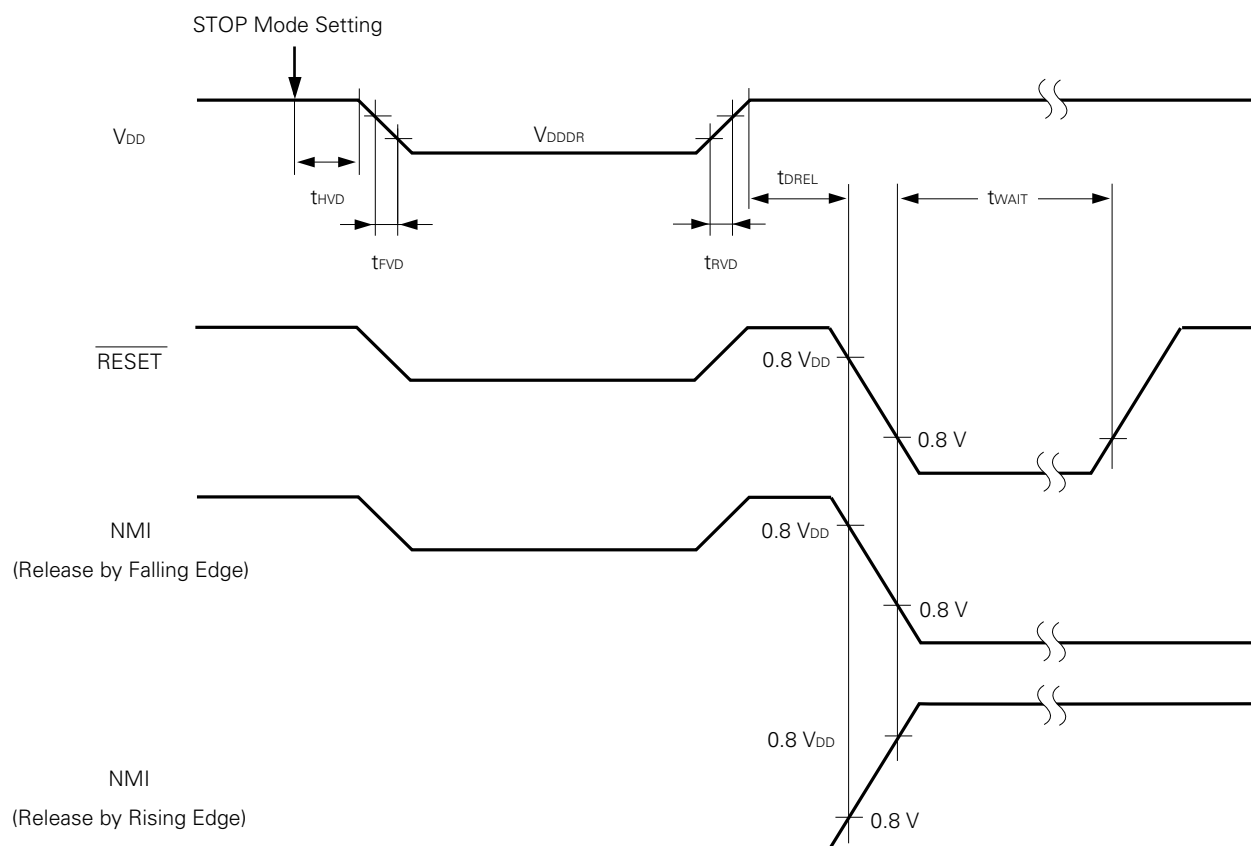 STOP Mode Setting
VDD
VDDDR
tHVD
tFVD
tRVD
tDREL
tWAIT
RESET
0.8 VDD
0.8 V
NMI
(Release by Falling Edge)
0.8 VDD
0.8 V
NMI
(Release by Rising Edge)
0.8 VDD
0.8 V